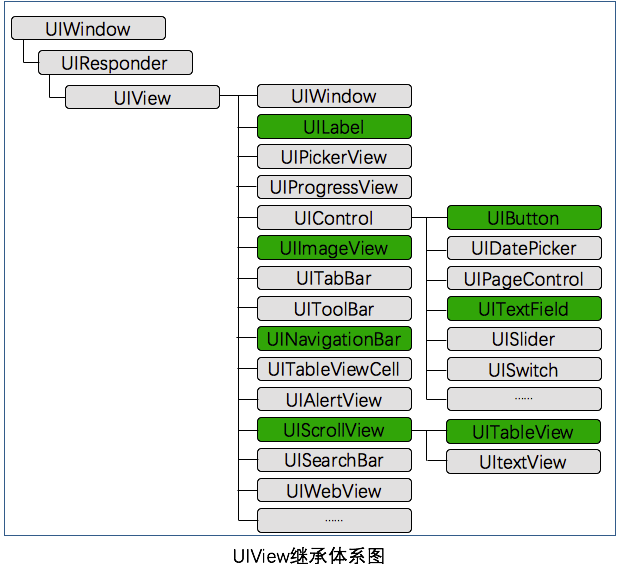 UIWindow
UIResponder
UIView
UIWindow
UILabel
UIPickerView
UIProgressView
UIControl
UIButton
UIImageView
UIDatePicker
UITabBar
UIPageControl
UIToolBar
UITextField
UINavigationBar
UISlider
UITableViewCell
UISwitch
UIAlertView
......
UIScrollView
UITableView
UISearchBar
UItextView
UIWebView
......
UIView继承体系图